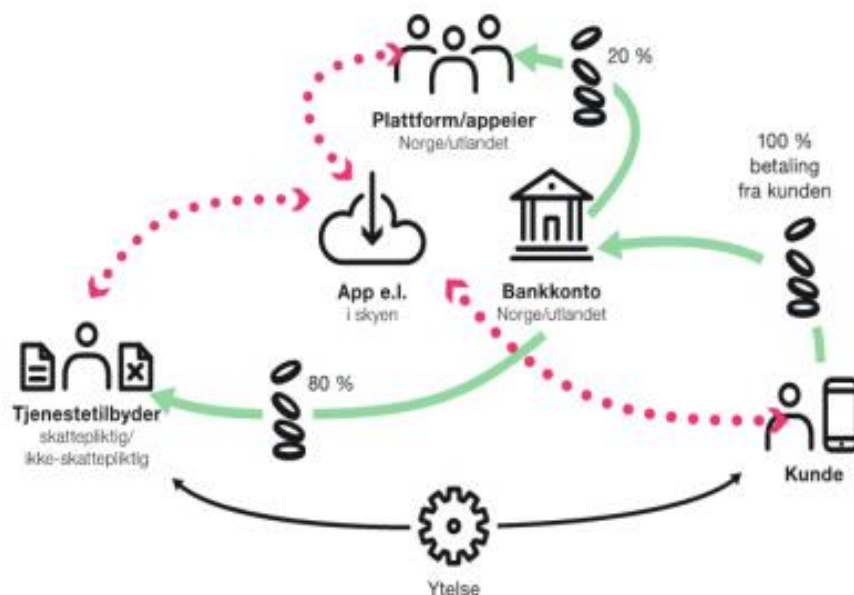 20 %
Plattform/appeier
Norge/utlandet
100 %
betaling
fra kunden
App e.l.
i skyen
Bankkonto
Norge/utlandet
80 %
Tjenestetilbyder
skattepliktig/
ikke-skattepliktig
Kunde
Ytelse